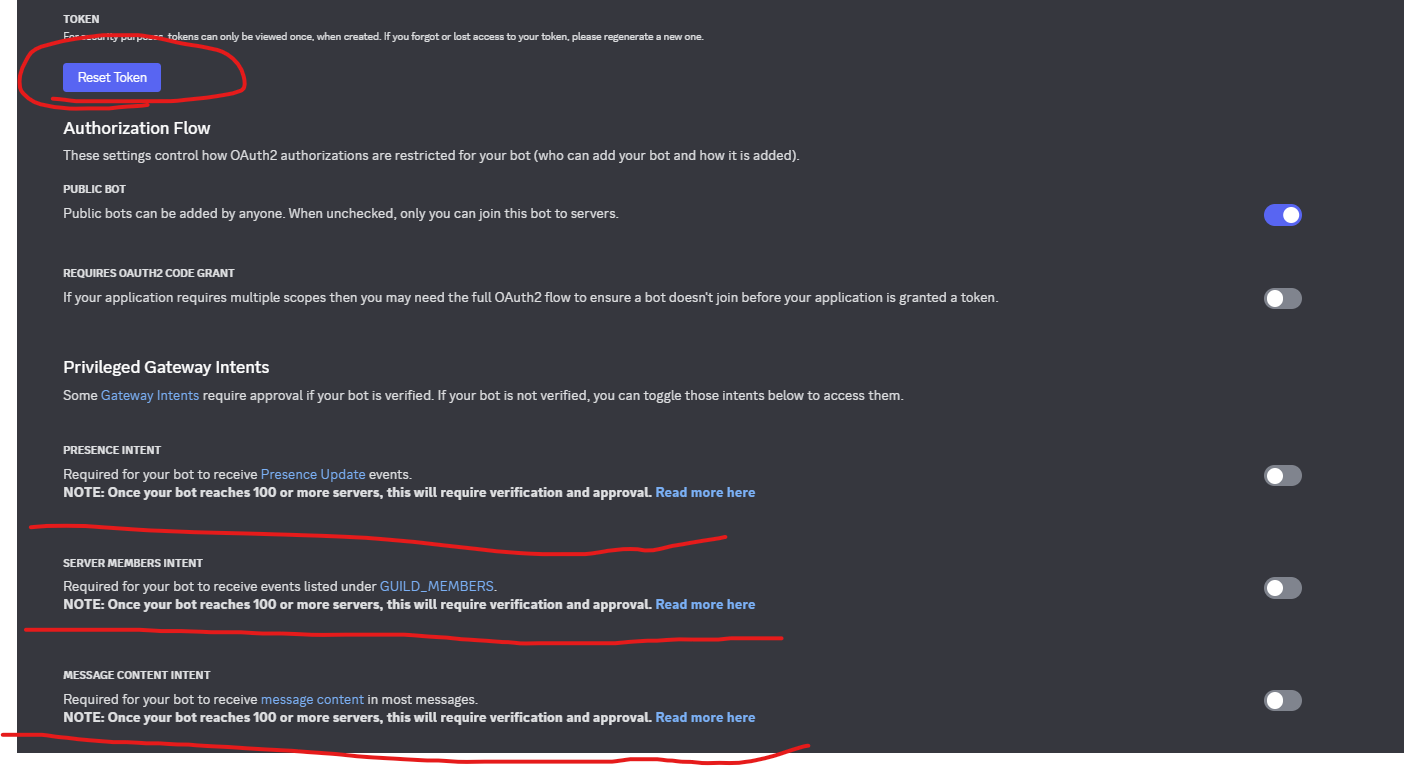 TOKEN
For security purposes, tokens can only be viewed once, when created. If you forgot or lost access to your token, please regenerate a new one.
Reset Token
Authorization Flow
These settings control how OAuth2 authorizations are restricted for your bot (who can add your bot and how it is added).
PUBLIC BOT
Public bots can be added by anyone. When unchecked, only you can join this bot to servers.
REQUIRES OAUTH2 CODE GRANT
If your application requires multiple scopes then you may need the full OAuth2 flow to ensure a bot doesn't join before your application is granted a token.
Privileged Gateway Intents
Some Gateway Intents require approval if your bot is verified. If your bot is not verified, you can toggle those intents below to access them.
PRESENCE INTENT
Required for your bot to receive Presence Update events.
NOTE: Once your bot reaches 100 or more servers, this will require verification and approval. Read more here
SERVER MEMBERS INTENT
Required for your bot to receive events listed under GUILD_MEMBERS.
NOTE: Once your bot reaches 100 or more servers, this will require verification and approval. Read more here
MESSAGE CONTENT INTENT
Required for your bot to receive message content in most messages.
NOTE: Once your bot reaches 100 or more servers, this will require verification and approval. Read more here